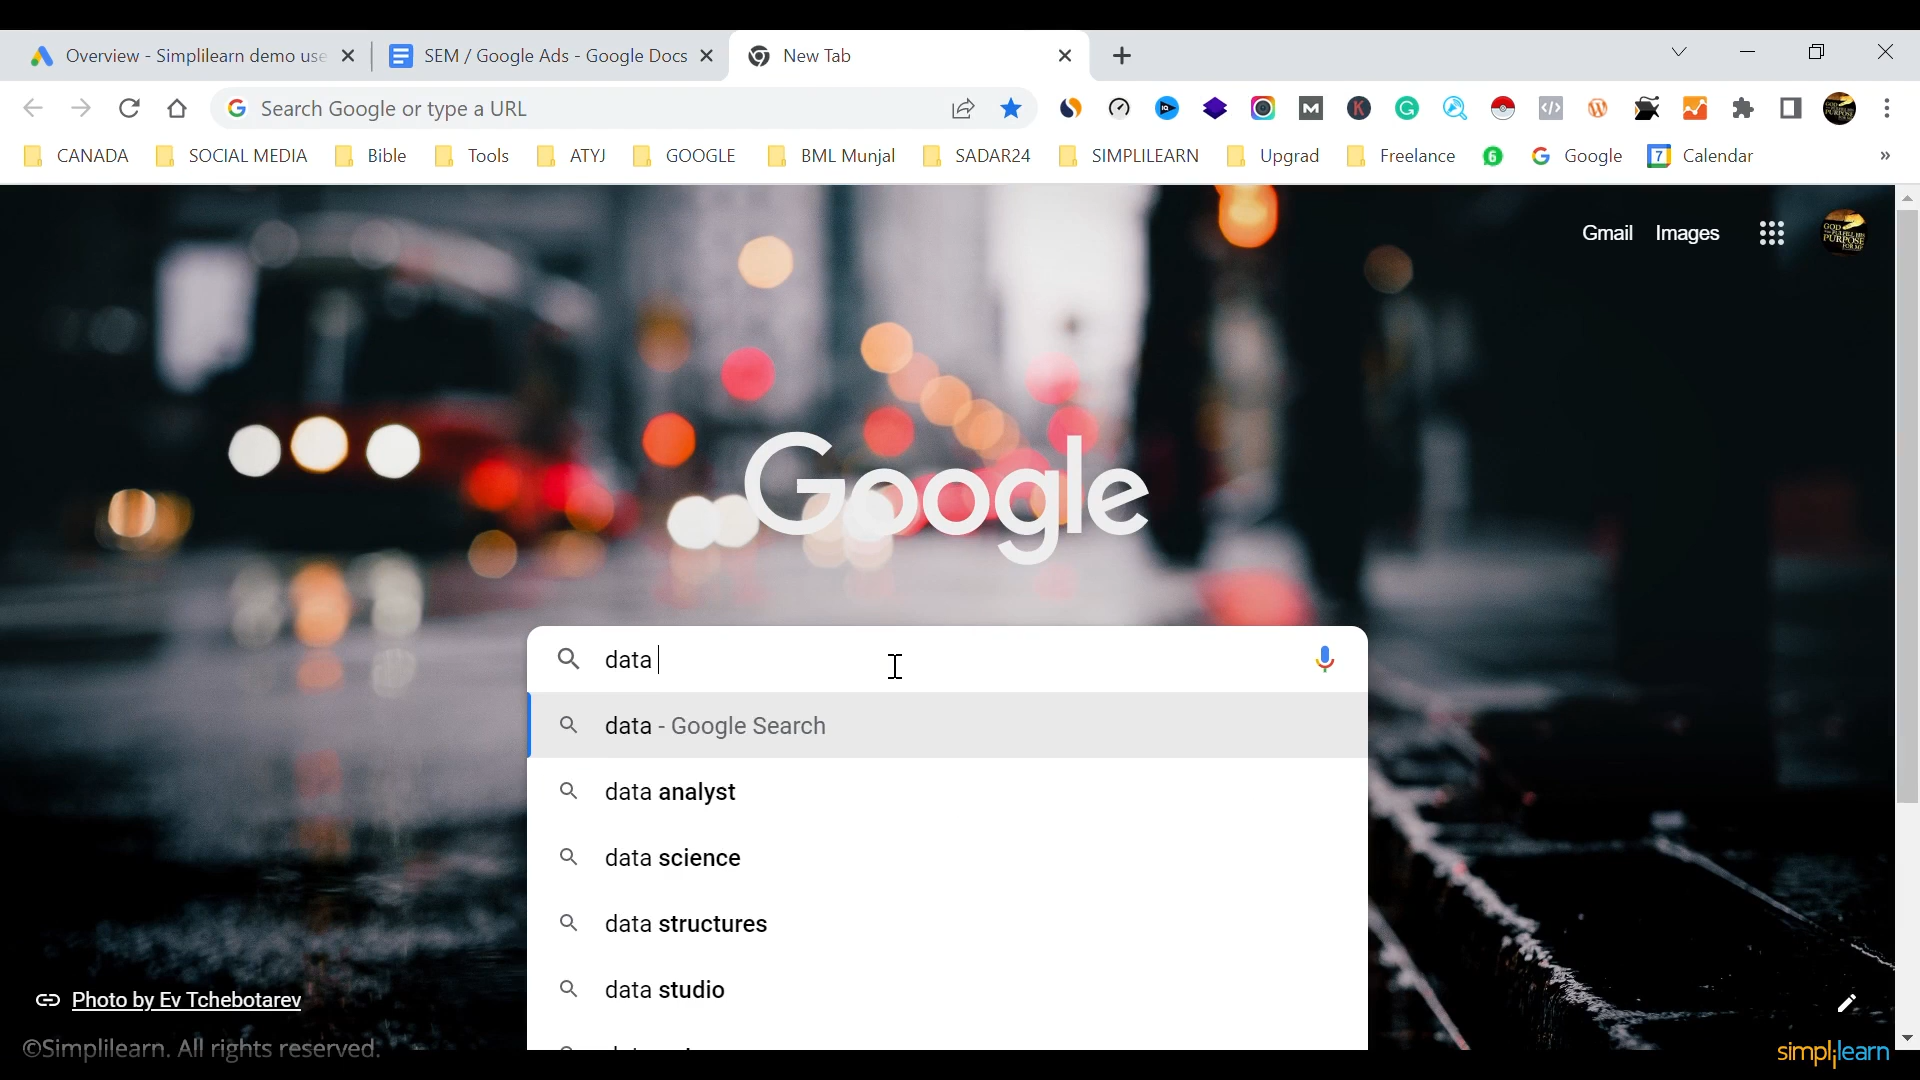 Overview - Simplilearn demo use
SEM / Google Ads - Google Docs
New Tab
Search Google or type a URL
CANADA
SOCIAL MEDIA
Bible
Tools
ATYJ
GOOGLE
BML Munjal
SADAR24
SIMPLILEARN
Upgrad
Freelance
Google
7 Calendar
Gmail Images
Google
data
data - Google Search
data analyst
data science
data structures
data studio
Photo by Ev Tchebotarev
©Simplilearn. All rights reserved.
simplilearn